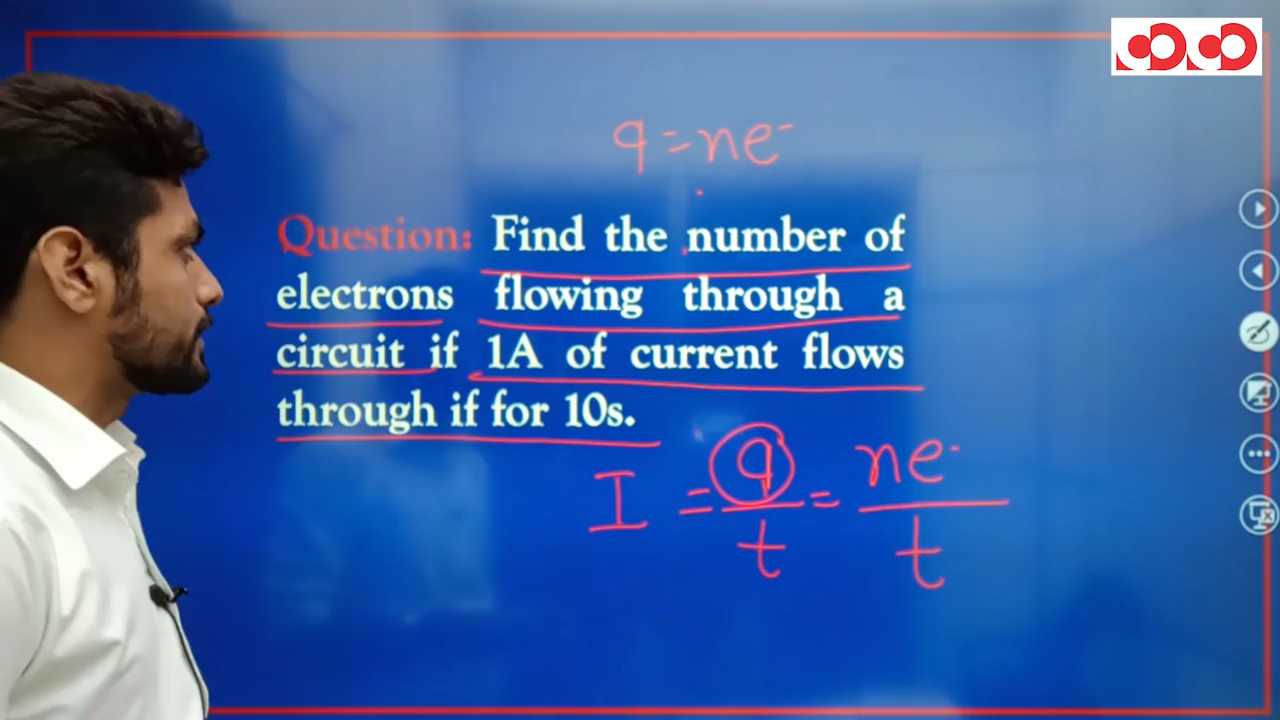 q = ne⁻
Question: Find the number of
electrons flowing through a
circuit if 1A of current flows
through if for 10s.
I = q/t = ne⁻/t